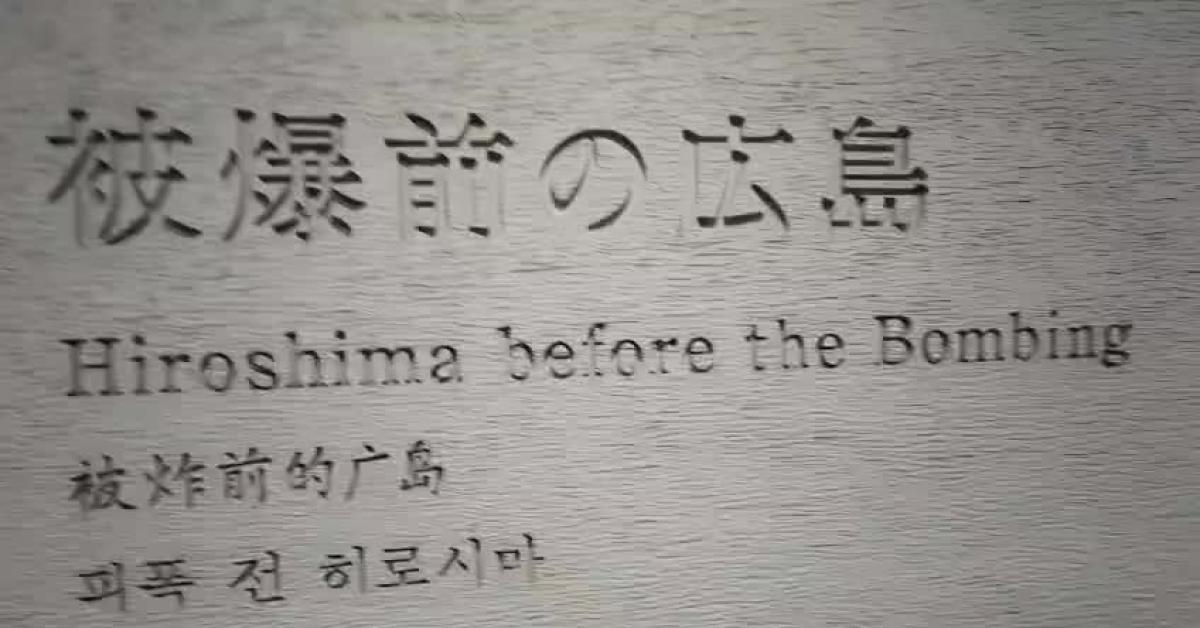 被爆前の広島
Hiroshima before the Bombing
被炸前的广岛
피폭 전 히로시마